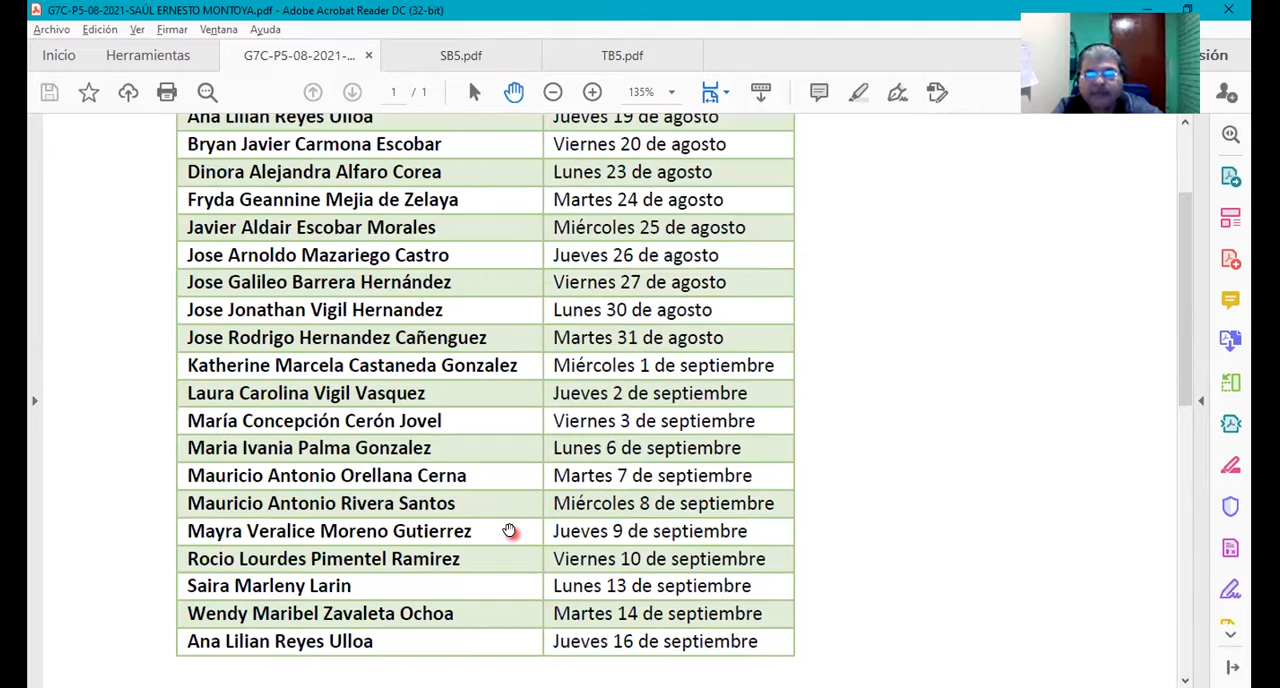 G7C-P5-08-2021-SAÚL ERNESTO MONTOYA.pdf - Adobe Acrobat Reader DC (32-bit)
Archivo Edición Ver Firmar Ventana Ayuda
Inicio Herramientas G7C-P5-08-2021-... × SB5.pdf TB5.pdf sión
1 / 1 135%
Ana Lilian Reyes Ulloa Jueves 19 de agosto
Bryan Javier Carmona Escobar Viernes 20 de agosto
Dinora Alejandra Alfaro Corea Lunes 23 de agosto
Fryda Geannine Mejia de Zelaya Martes 24 de agosto
Javier Aldair Escobar Morales Miércoles 25 de agosto
Jose Arnoldo Mazariego Castro Jueves 26 de agosto
Jose Galileo Barrera Hernández Viernes 27 de agosto
Jose Jonathan Vigil Hernandez Lunes 30 de agosto
Jose Rodrigo Hernandez Cañenguez Martes 31 de agosto
Katherine Marcela Castaneda Gonzalez Miércoles 1 de septiembre
Laura Carolina Vigil Vasquez Jueves 2 de septiembre
María Concepción Cerón Jovel Viernes 3 de septiembre
Maria Ivania Palma Gonzalez Lunes 6 de septiembre
Mauricio Antonio Orellana Cerna Martes 7 de septiembre
Mauricio Antonio Rivera Santos Miércoles 8 de septiembre
Mayra Veralice Moreno Gutierrez Jueves 9 de septiembre
Rocio Lourdes Pimentel Ramirez Viernes 10 de septiembre
Saira Marleny Larin Lunes 13 de septiembre
Wendy Maribel Zavaleta Ochoa Martes 14 de septiembre
Ana Lilian Reyes Ulloa Jueves 16 de septiembre